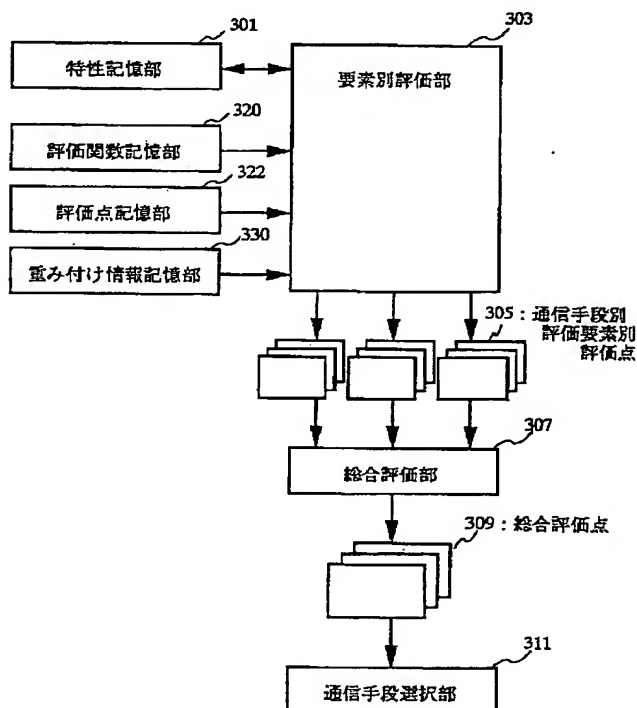 301
特性記憶部
303
要素別評価部
320
評価関数記憶部
322
評価点記憶部
330
重み付け情報記憶部
305：通信手段別
評価要素別
評価点
307
総合評価部
309：総合評価点
311
通信手段選択部